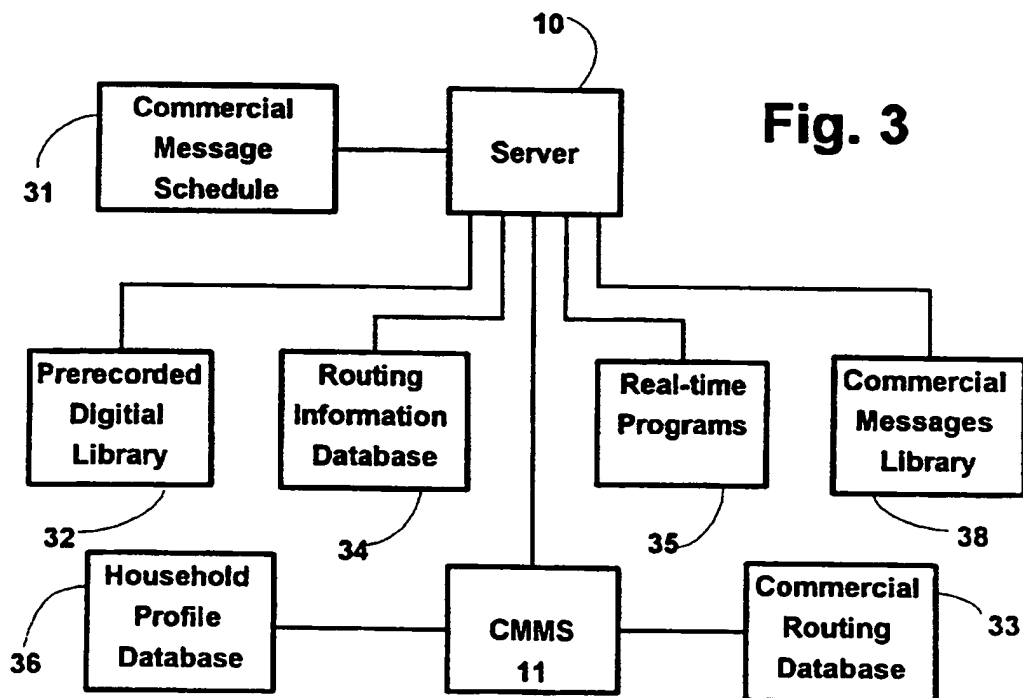 10
Commercial
Message
Schedule
Server
Fig. 3
31
Prerecorded
Digitial
Library
Routing
Information
Database
Real-time
Programs
Commercial
Messages
Library
32
34
35
38
Household
Profile
Database
CMMS
11
Commercial
Routing
Database
36
33